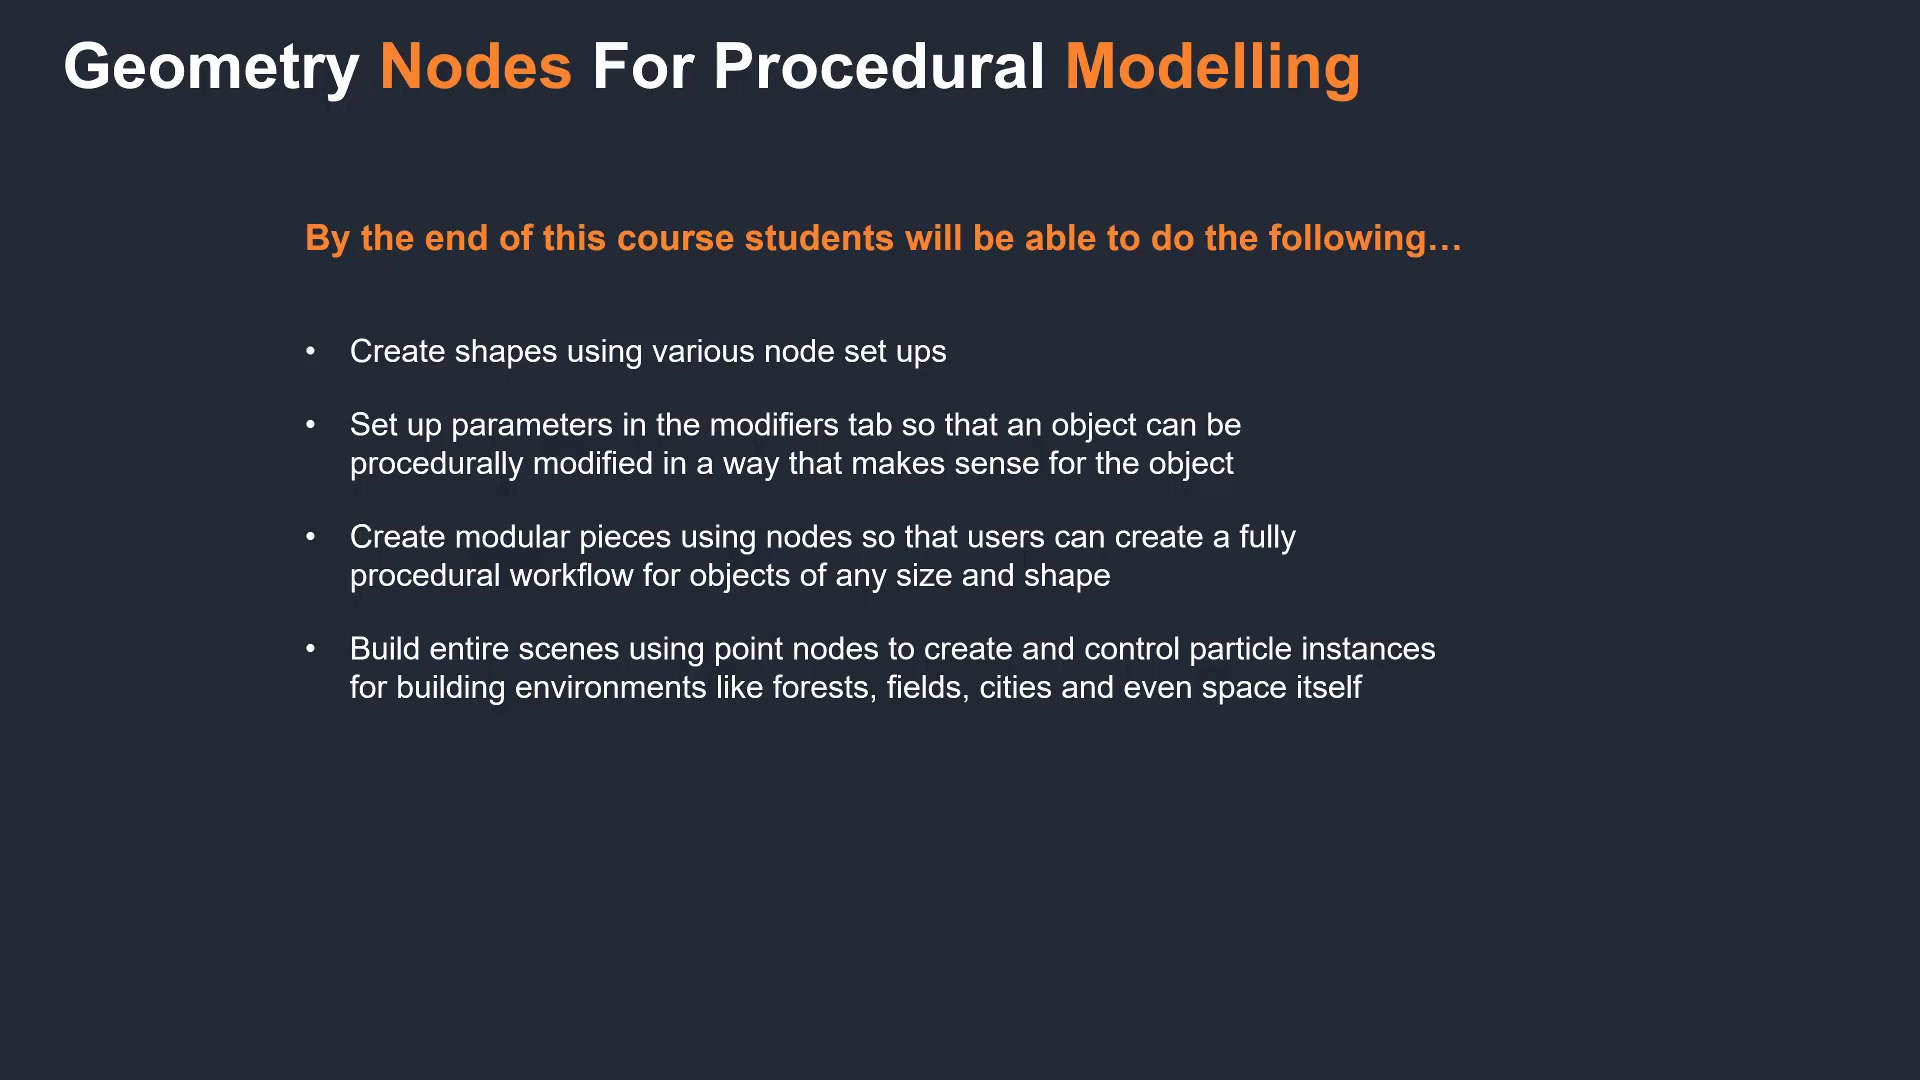 Geometry Nodes For Procedural Modelling
By the end of this course students will be able to do the following…
• Create shapes using various node set ups
• Set up parameters in the modifiers tab so that an object can be
procedurally modified in a way that makes sense for the object
• Create modular pieces using nodes so that users can create a fully
procedural workflow for objects of any size and shape
• Build entire scenes using point nodes to create and control particle instances
for building environments like forests, fields, cities and even space itself